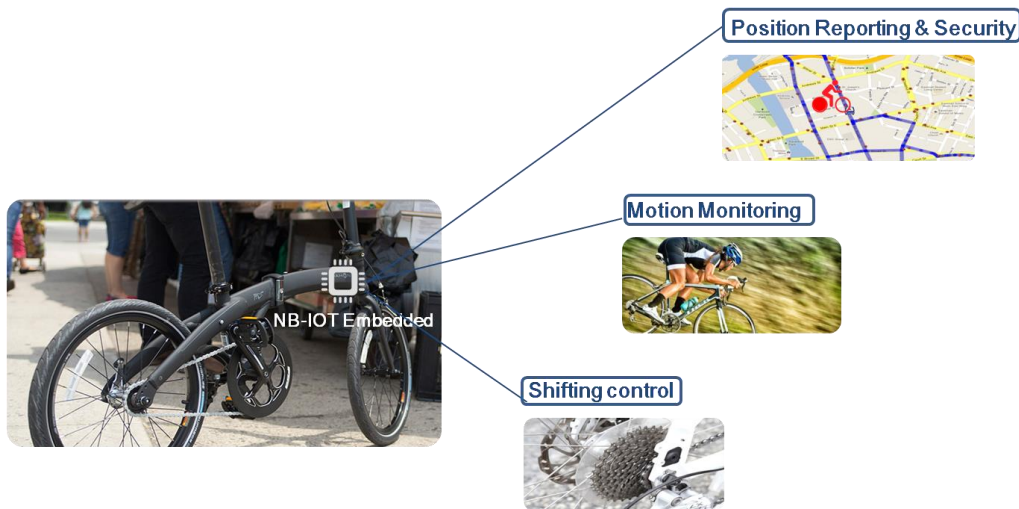 Position Reporting & Security
Motion Monitoring
NB-IOT Embedded
Shifting control